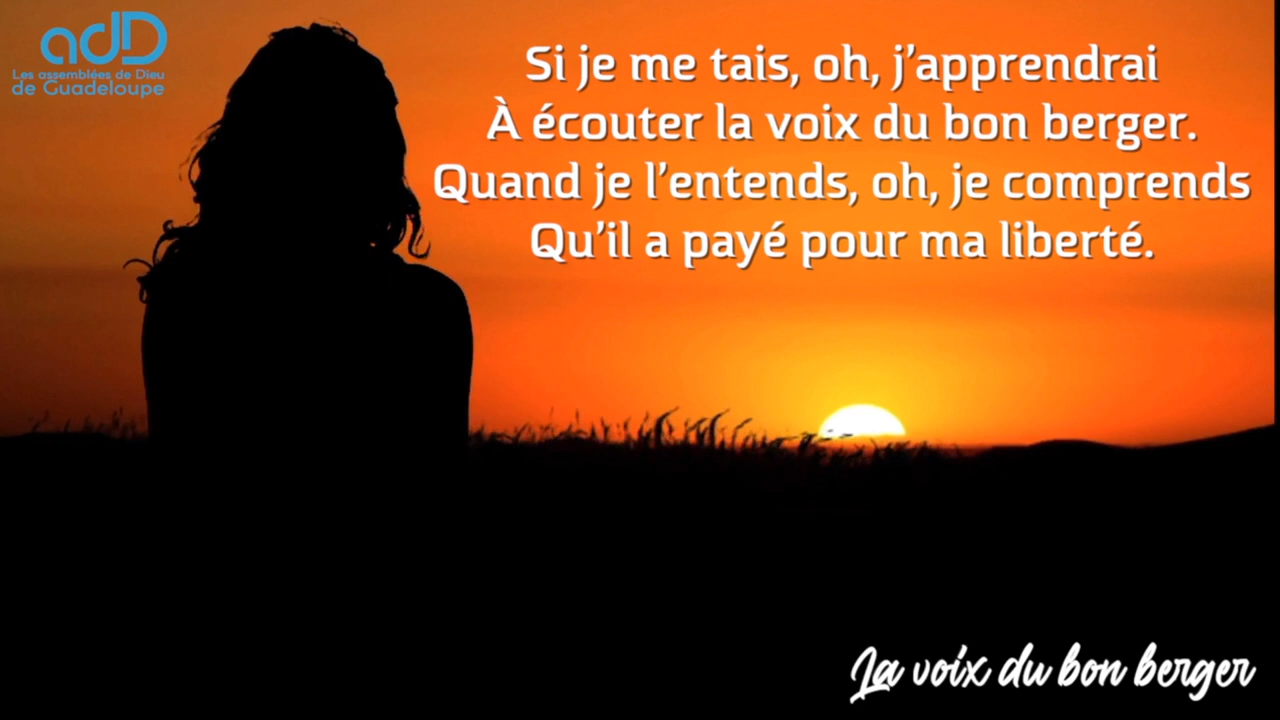 adD
Les assemblées de Dieu
de Guadeloupe
Si je me tais, oh, j’apprendrai
À écouter la voix du bon berger.
Quand je l’entends, oh, je comprends
Qu’il a payé pour ma liberté.
La voix du bon berger